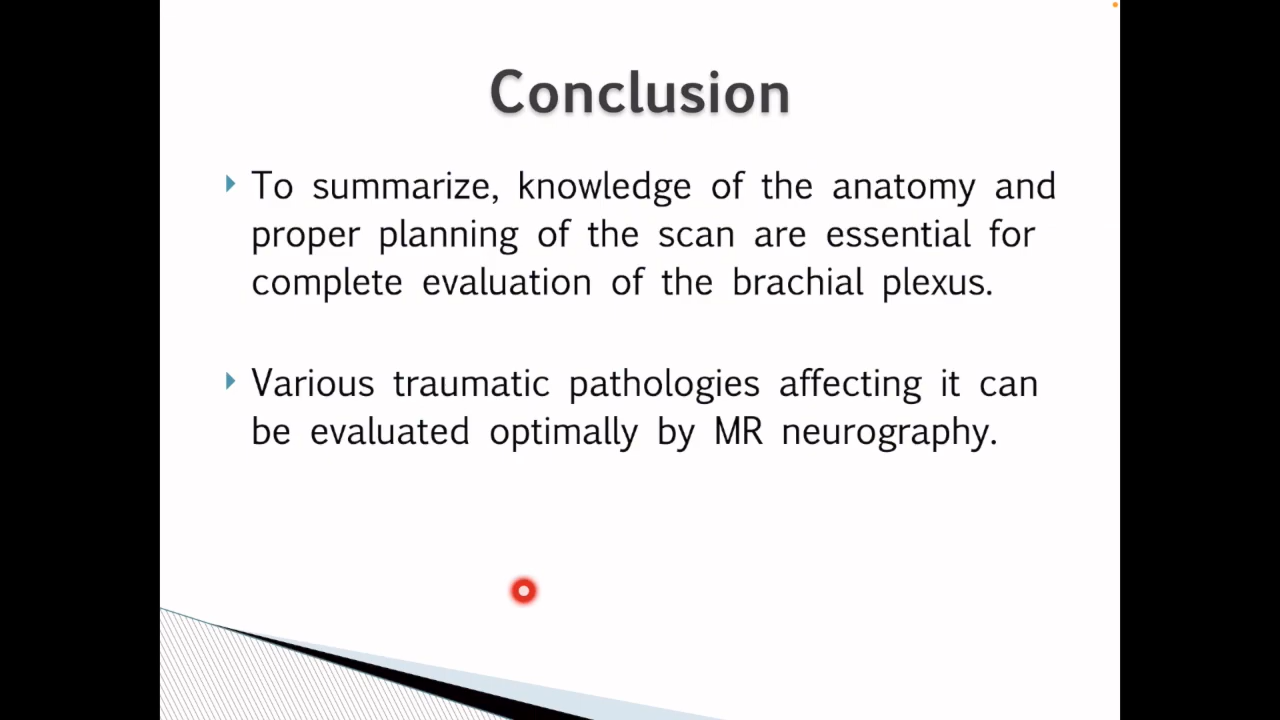 Conclusion
To summarize, knowledge of the anatomy and
proper planning of the scan are essential for
complete evaluation of the brachial plexus.
Various traumatic pathologies affecting it can
be evaluated optimally by MR neurography.